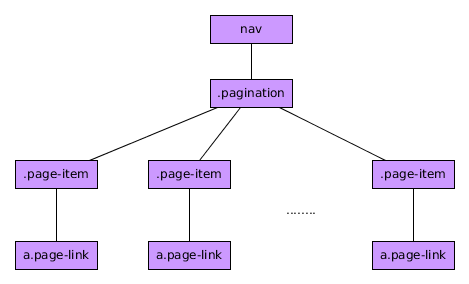 nav
.pagination
.page-item
.page-item
.page-item
........
a.page-link
a.page-link
a.page-link